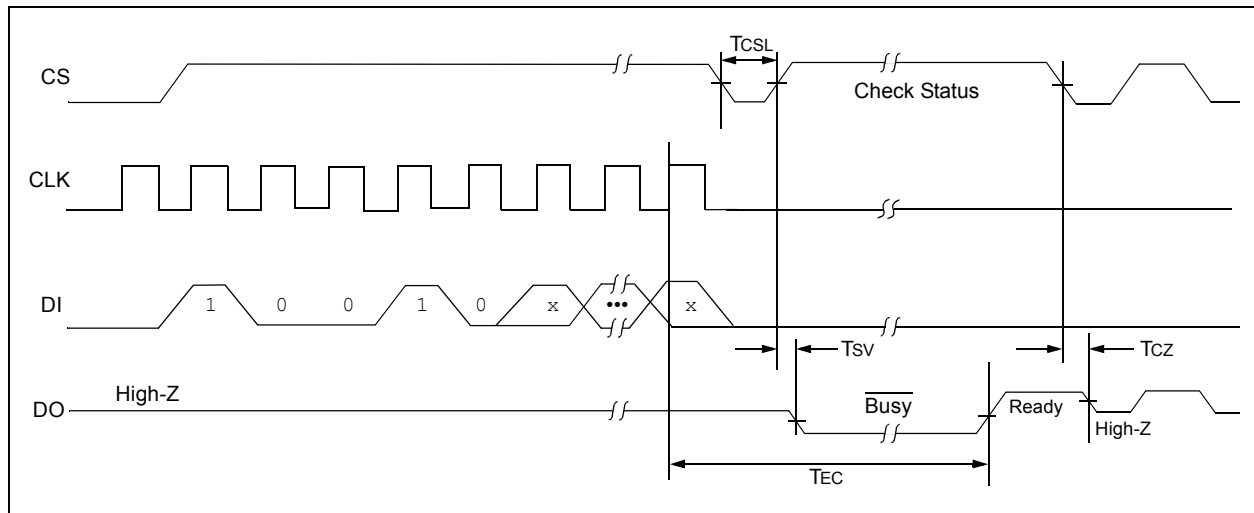 TCSL
CS
Check Status
CLK
DI 1 0 0 1 0 x ••• x
TSV TCZ
High-Z
DO Busy Ready High-Z
TEC